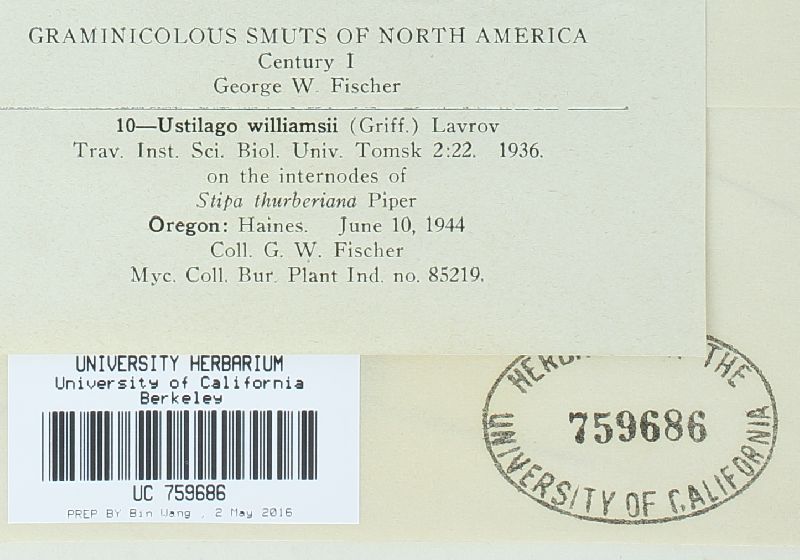 GRAMINICOLOUS SMUTS OF NORTH AMERICA
Century I
George W. Fischer
10—Ustilago williamsii (Griff.) Lavrov
Trav. Inst. Sci. Biol. Univ. Tomsk 2:22. 1936.
on the internodes of
Stipa thurberiana Piper
Oregon: Haines. June 10, 1944
Coll. G. W. Fischer
Myc. Coll. Bur. Plant Ind. no. 85219.
UNIVERSITY HERBARIUM
University of California
Berkeley
UC 759686
PREP BY Bin Wang , 2 May 2016
THE
759686
UNIVERSITY OF CALIFORNIA